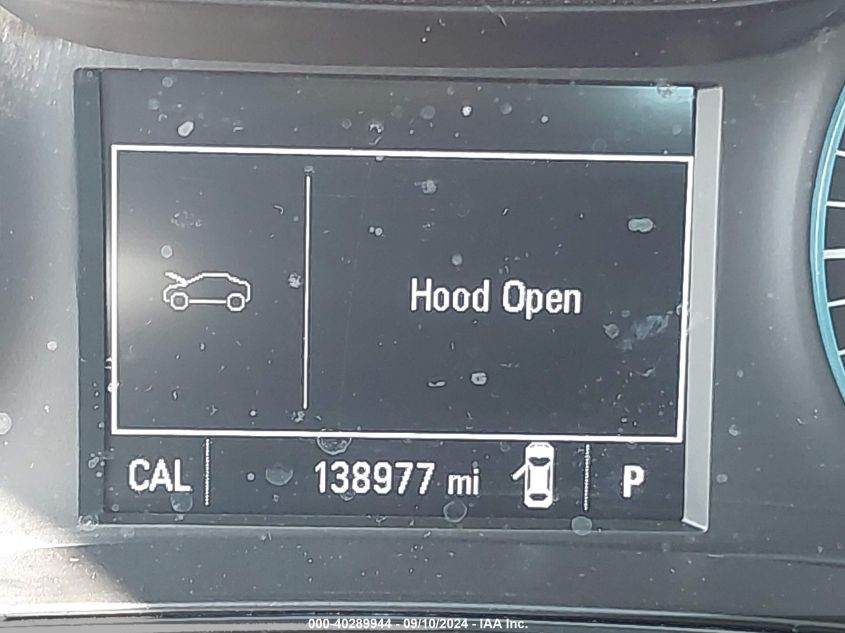 Hood Open
CAL 138977 mi P
000-40289944 - 09/10/2024 - IAA Inc.